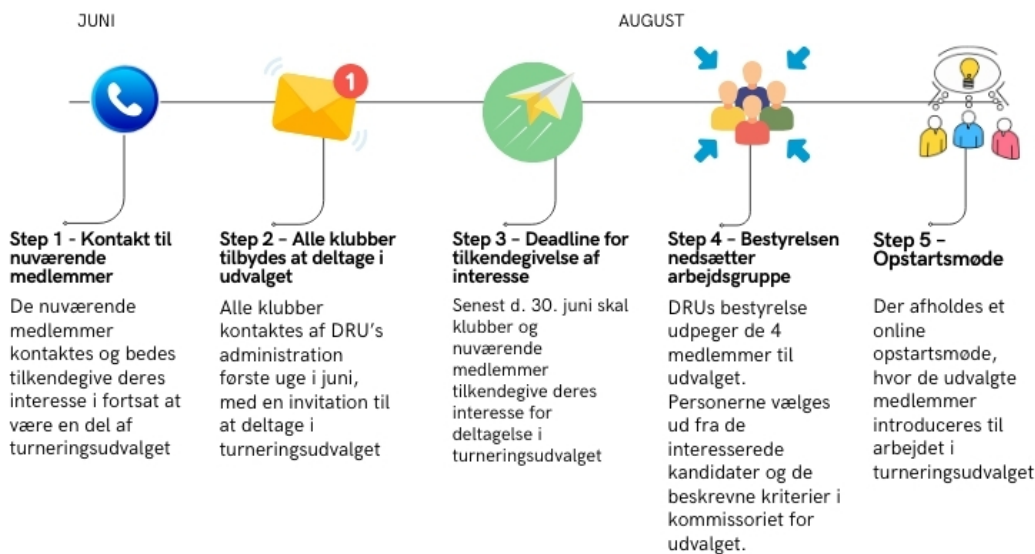 JUNI
AUGUST
1
Step 1 - Kontakt til
nuværende
medlemmer
De nuværende
medlemmer
kontaktes og bedes
tilkendegive deres
interesse i fortsat at
være en del af
turneringsudvalget
Step 2 – Alle klubber
tilbydes at deltage i
udvalget
Alle klubber
kontaktes af DRU's
administration
første uge i juni,
med en invitation til
at deltage i
turneringsudvalget
Step 3 – Deadline for
tilkendegivelse af
interesse
Senest d. 30. juni skal
klubber og
nuværende
medlemmer
tilkendegive deres
interesse for
deltagelse i
turneringsudvalget
Step 4 – Bestyrelsen
nedsætter
arbejdsgruppe
DRUs bestyrelse
udpeger de 4
medlemmer til
udvalget.
Personerne vælges
ud fra de
interesserede
kandidater og de
beskrevne kriterier i
kommissoriet for
udvalget.
Step 5 –
Opstartsmøde
Der afholdes et
online
opstartsmøde,
hvor de udvalgte
medlemmer
introduceres til
arbejdet i
turneringsudvalget